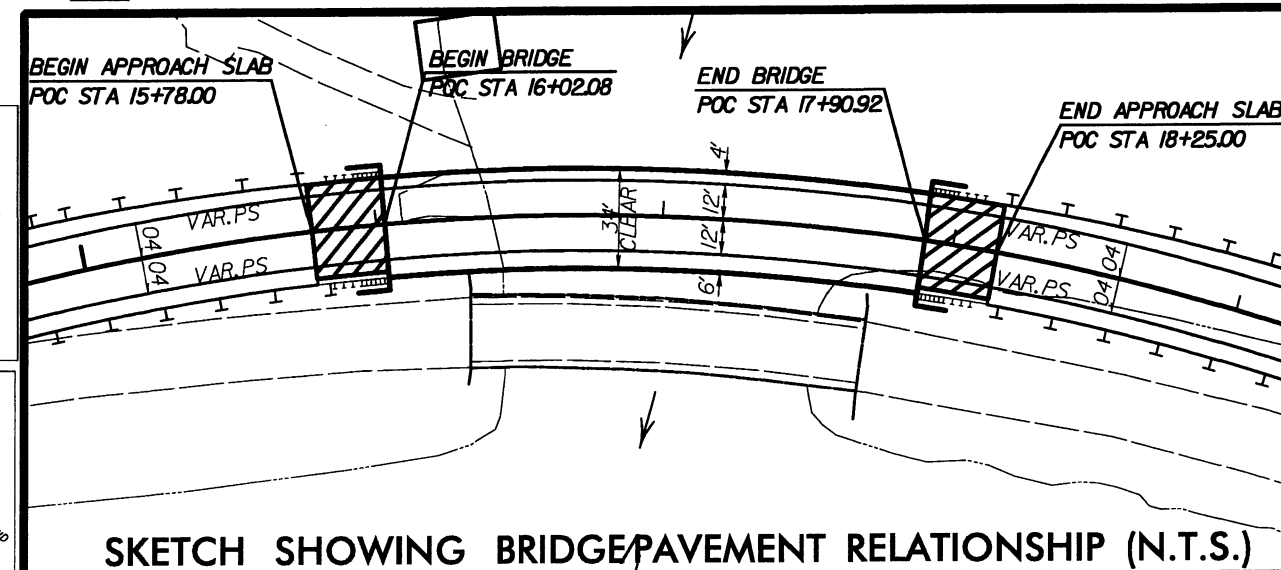 BEGIN APPROACH SLAB
POC STA 15+78.00
BEGIN BRIDGE
POC STA 16+02.08
END BRIDGE
POC STA 17+90.92
END APPROACH SLAB
POC STA 18+25.00
VAR.PS
04
04
VAR.PS
34'
CLEAR
4'
12'
12'
6'
VAR.PS
04
04
VAR.PS
SKETCH SHOWING BRIDGE/PAVEMENT RELATIONSHIP (N.T.S.)